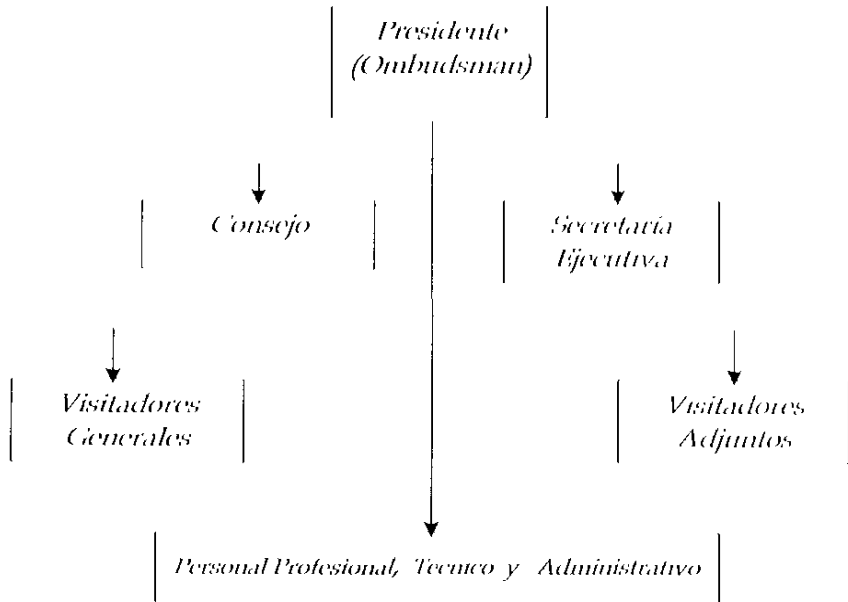 Presidente
(Ombudsman)
Consejo
Secretaría
Ejecutiva
Visitadores
Generales
Visitadores
Adjuntos
Personal Profesional, Tecnico y Administrativo